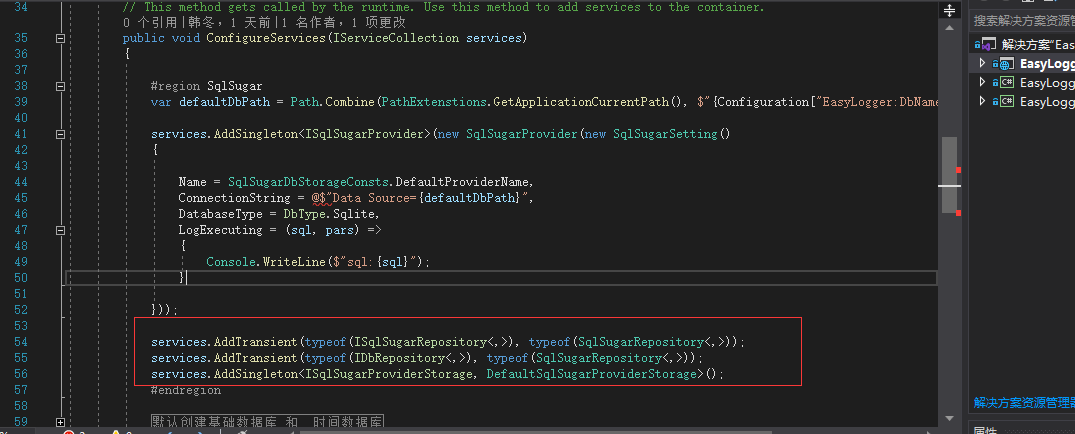 34 // This method gets called by the runtime. Use this method to add services to the container.
0 个引用|韩冬，1 天前|1 名作者，1 项更改
35 public void ConfigureServices(IServiceCollection services)
36 {
37
38 #region SqlSugar
39 var defaultDbPath = Path.Combine(PathExtenstions.GetApplicationCurrentPath(), $"{Configuration["EasyLogger:DbName
40
41 services.AddSingleton<ISqlSugarProvider>(new SqlSugarProvider(new SqlSugarSetting()
42 {
43
44 Name = SqlSugarDbStorageConsts.DefaultProviderName,
45 ConnectionString = @$"Data Source={defaultDbPath}",
46 DatabaseType = DbType.Sqlite,
47 LogExecuting = (sql, pars) =>
48 {
49 Console.WriteLine($"sql:{sql}");
50 }
51
52 }));
53
54 services.AddTransient(typeof(ISqlSugarRepository<,>), typeof(SqlSugarRepository<,>));
55 services.AddTransient(typeof(IDbRepository<,>), typeof(SqlSugarRepository<,>));
56 services.AddSingleton<ISqlSugarProviderStorage, DefaultSqlSugarProviderStorage>();
57 #endregion
58
59 默认创建基础数据库 和 时间数据库
搜索解决方案资源管
解决方案"Eas
EasyLogg
EasyLogg
EasyLogg
解决方案资源管理器
属性